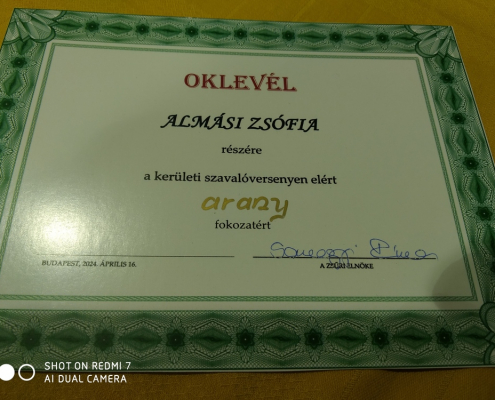 OKLEVÉL
ALMÁSI ZSÓFIA
részére
a kerületi szavalóversenyen elért
arany
fokozatért
BUDAPEST, 2024. ÁPRILIS 16.
A ZSŰRI ELNÖKE
SHOT ON REDMI 7
AI DUAL CAMERA